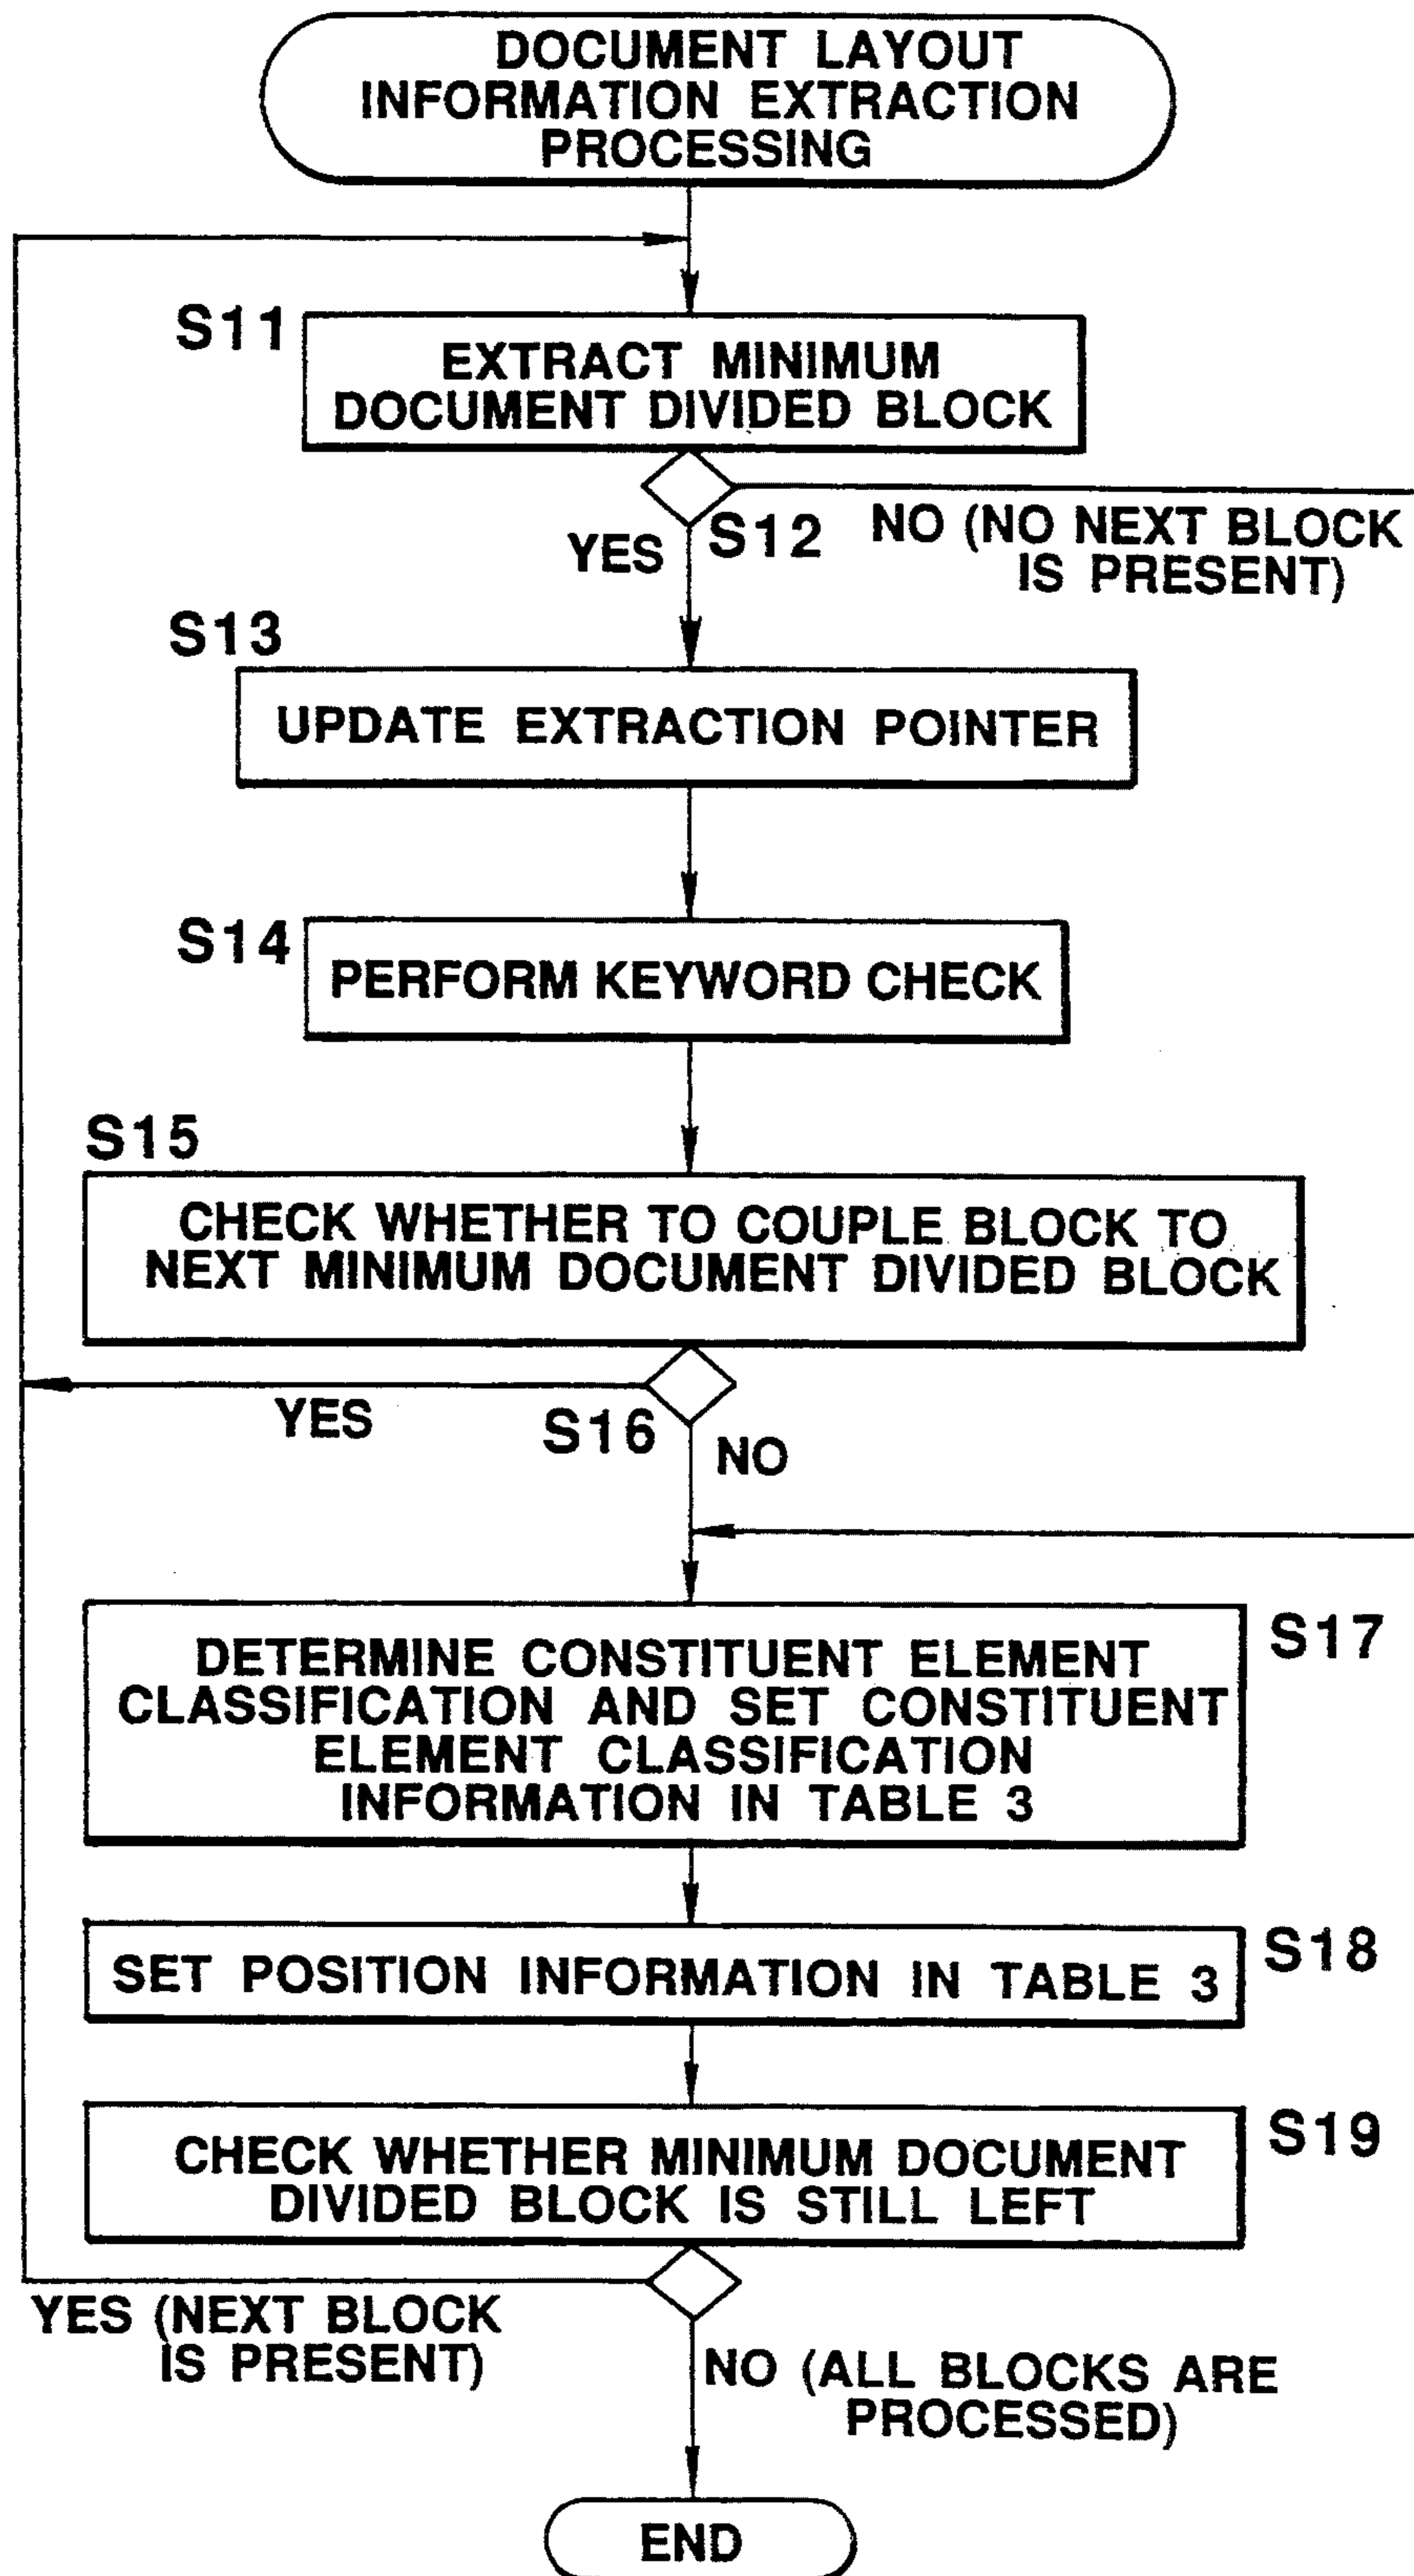 DOCUMENT LAYOUT
INFORMATION EXTRACTION
PROCESSING
S11
EXTRACT MINIMUM
DOCUMENT DIVIDED BLOCK
YES
S12
NO (NO NEXT BLOCK
IS PRESENT)
S13
UPDATE EXTRACTION POINTER
S14
PERFORM KEYWORD CHECK
S15
CHECK WHETHER TO COUPLE BLOCK TO
NEXT MINIMUM DOCUMENT DIVIDED BLOCK
YES
S16
NO
S17
DETERMINE CONSTITUENT ELEMENT
CLASSIFICATION AND SET CONSTITUENT
ELEMENT CLASSIFICATION
INFORMATION IN TABLE 3
S18
SET POSITION INFORMATION IN TABLE 3
S19
CHECK WHETHER MINIMUM DOCUMENT
DIVIDED BLOCK IS STILL LEFT
YES (NEXT BLOCK
IS PRESENT)
NO (ALL BLOCKS ARE
PROCESSED)
END